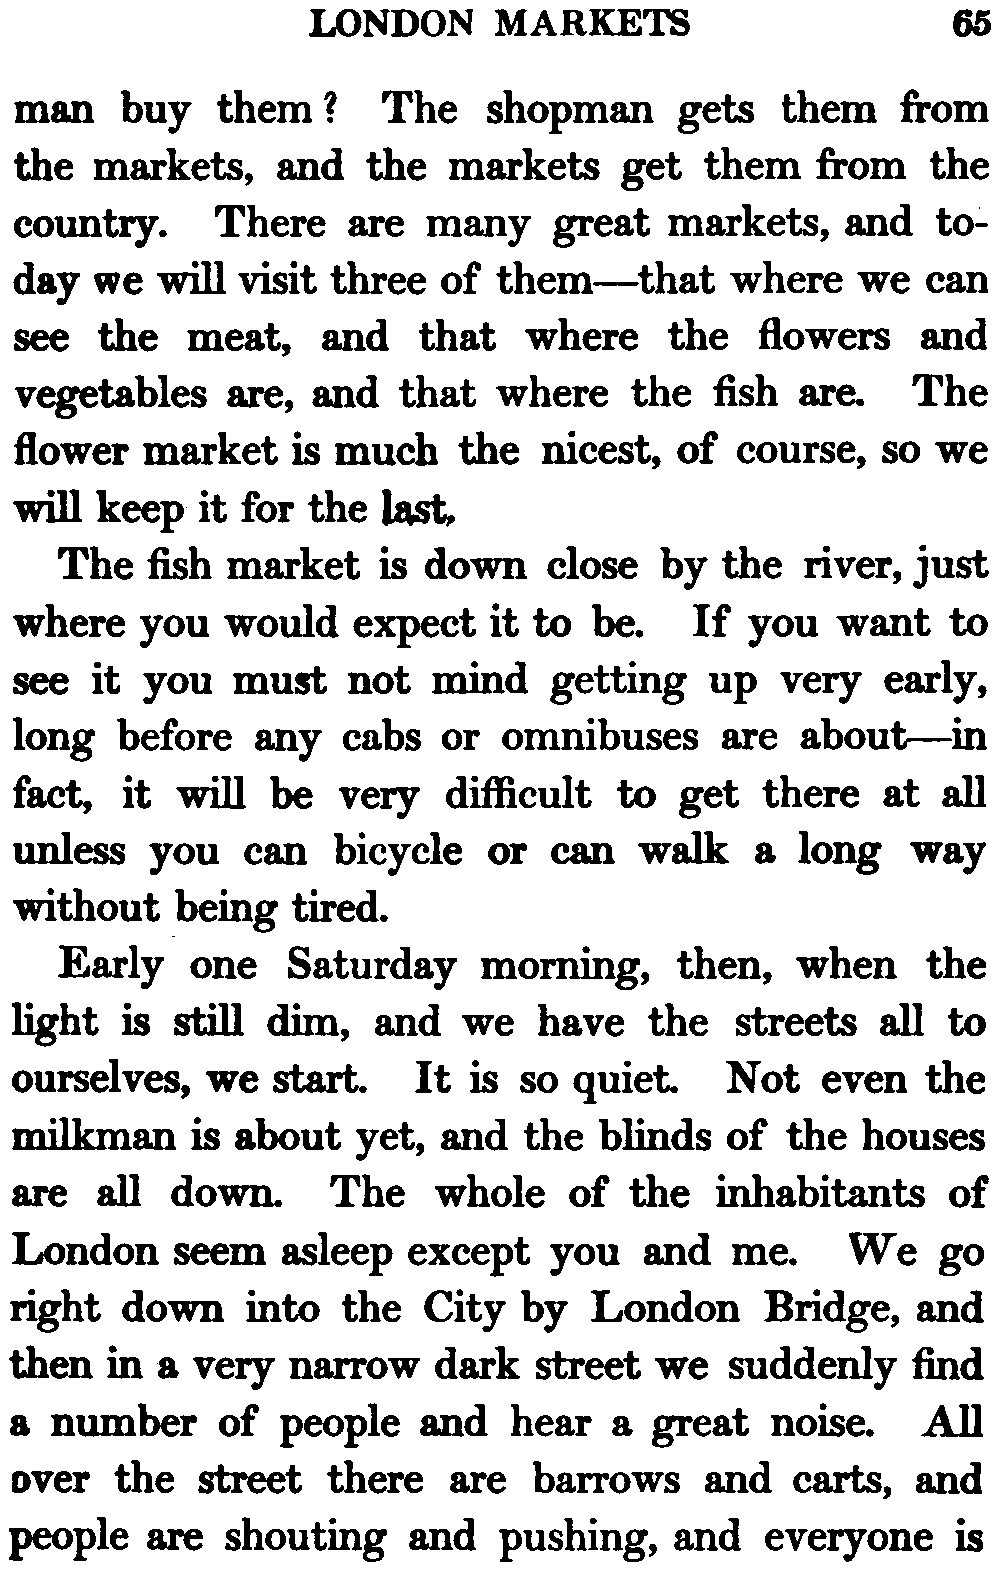 LONDON MARKETS 65
man buy them? The shopman gets them from
the markets, and the markets get them from the
country. There are many great markets, and to-
day we will visit three of them—that where we can
see the meat, and that where the flowers and
vegetables are, and that where the fish are. The
flower market is much the nicest, of course, so we
will keep it for the last,
The fish market is down close by the river, just
where you would expect it to be. If you want to
see it you must not mind getting up very early,
long before any cabs or omnibuses are about—in
fact, it will be very difficult to get there at all
unless you can bicycle or can walk a long way
without being tired.
Early one Saturday morning, then, when the
light is still dim, and we have the streets all to
ourselves, we start. It is so quiet. Not even the
milkman is about yet, and the blinds of the houses
are all down. The whole of the inhabitants of
London seem asleep except you and me. We go
right down into the City by London Bridge, and
then in a very narrow dark street we suddenly find
a number of people and hear a great noise. All
over the street there are barrows and carts, and
people are shouting and pushing, and everyone is